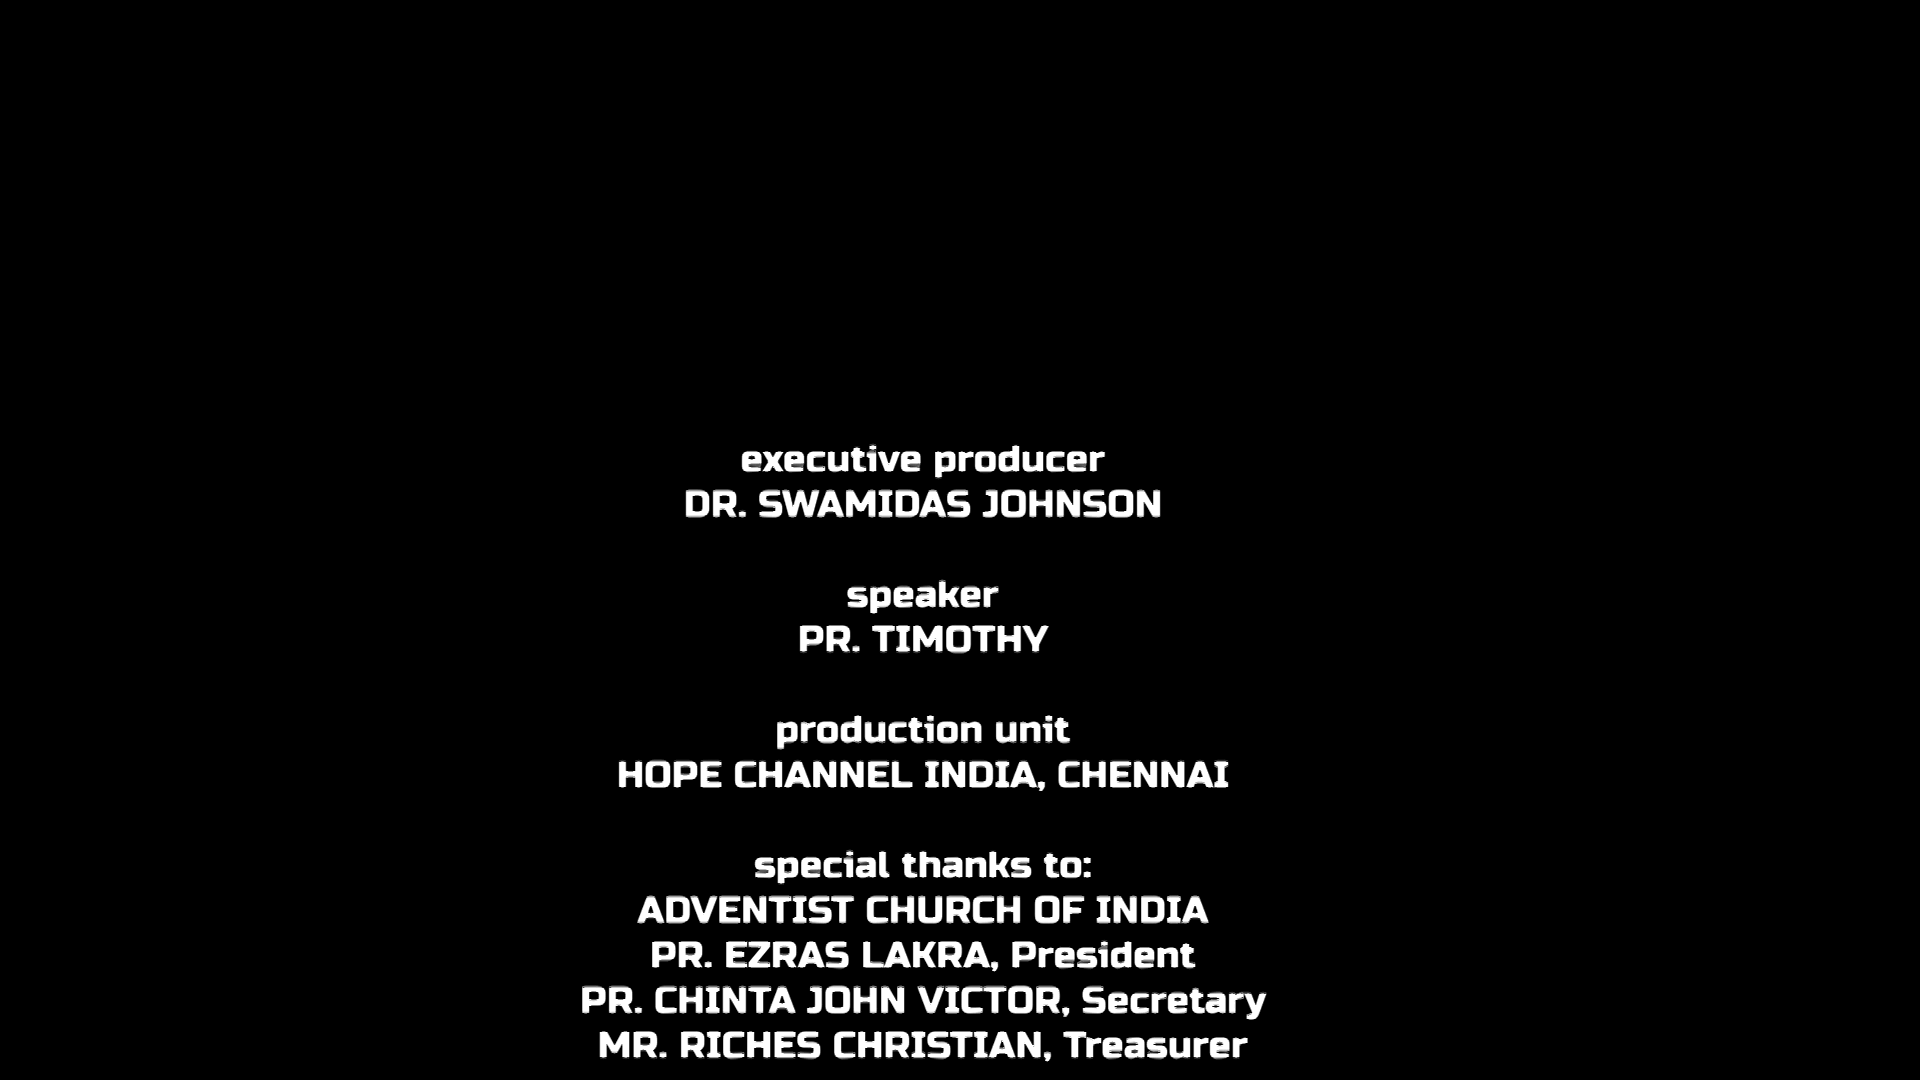 executive producer
DR. SWAMIDAS JOHNSON
speaker
PR. TIMOTHY
production unit
HOPE CHANNEL INDIA, CHENNAI
special thanks to:
ADVENTIST CHURCH OF INDIA
PR. EZRAS LAKRA, President
PR. CHINTA JOHN VICTOR, Secretary
MR. RICHES CHRISTIAN, Treasurer